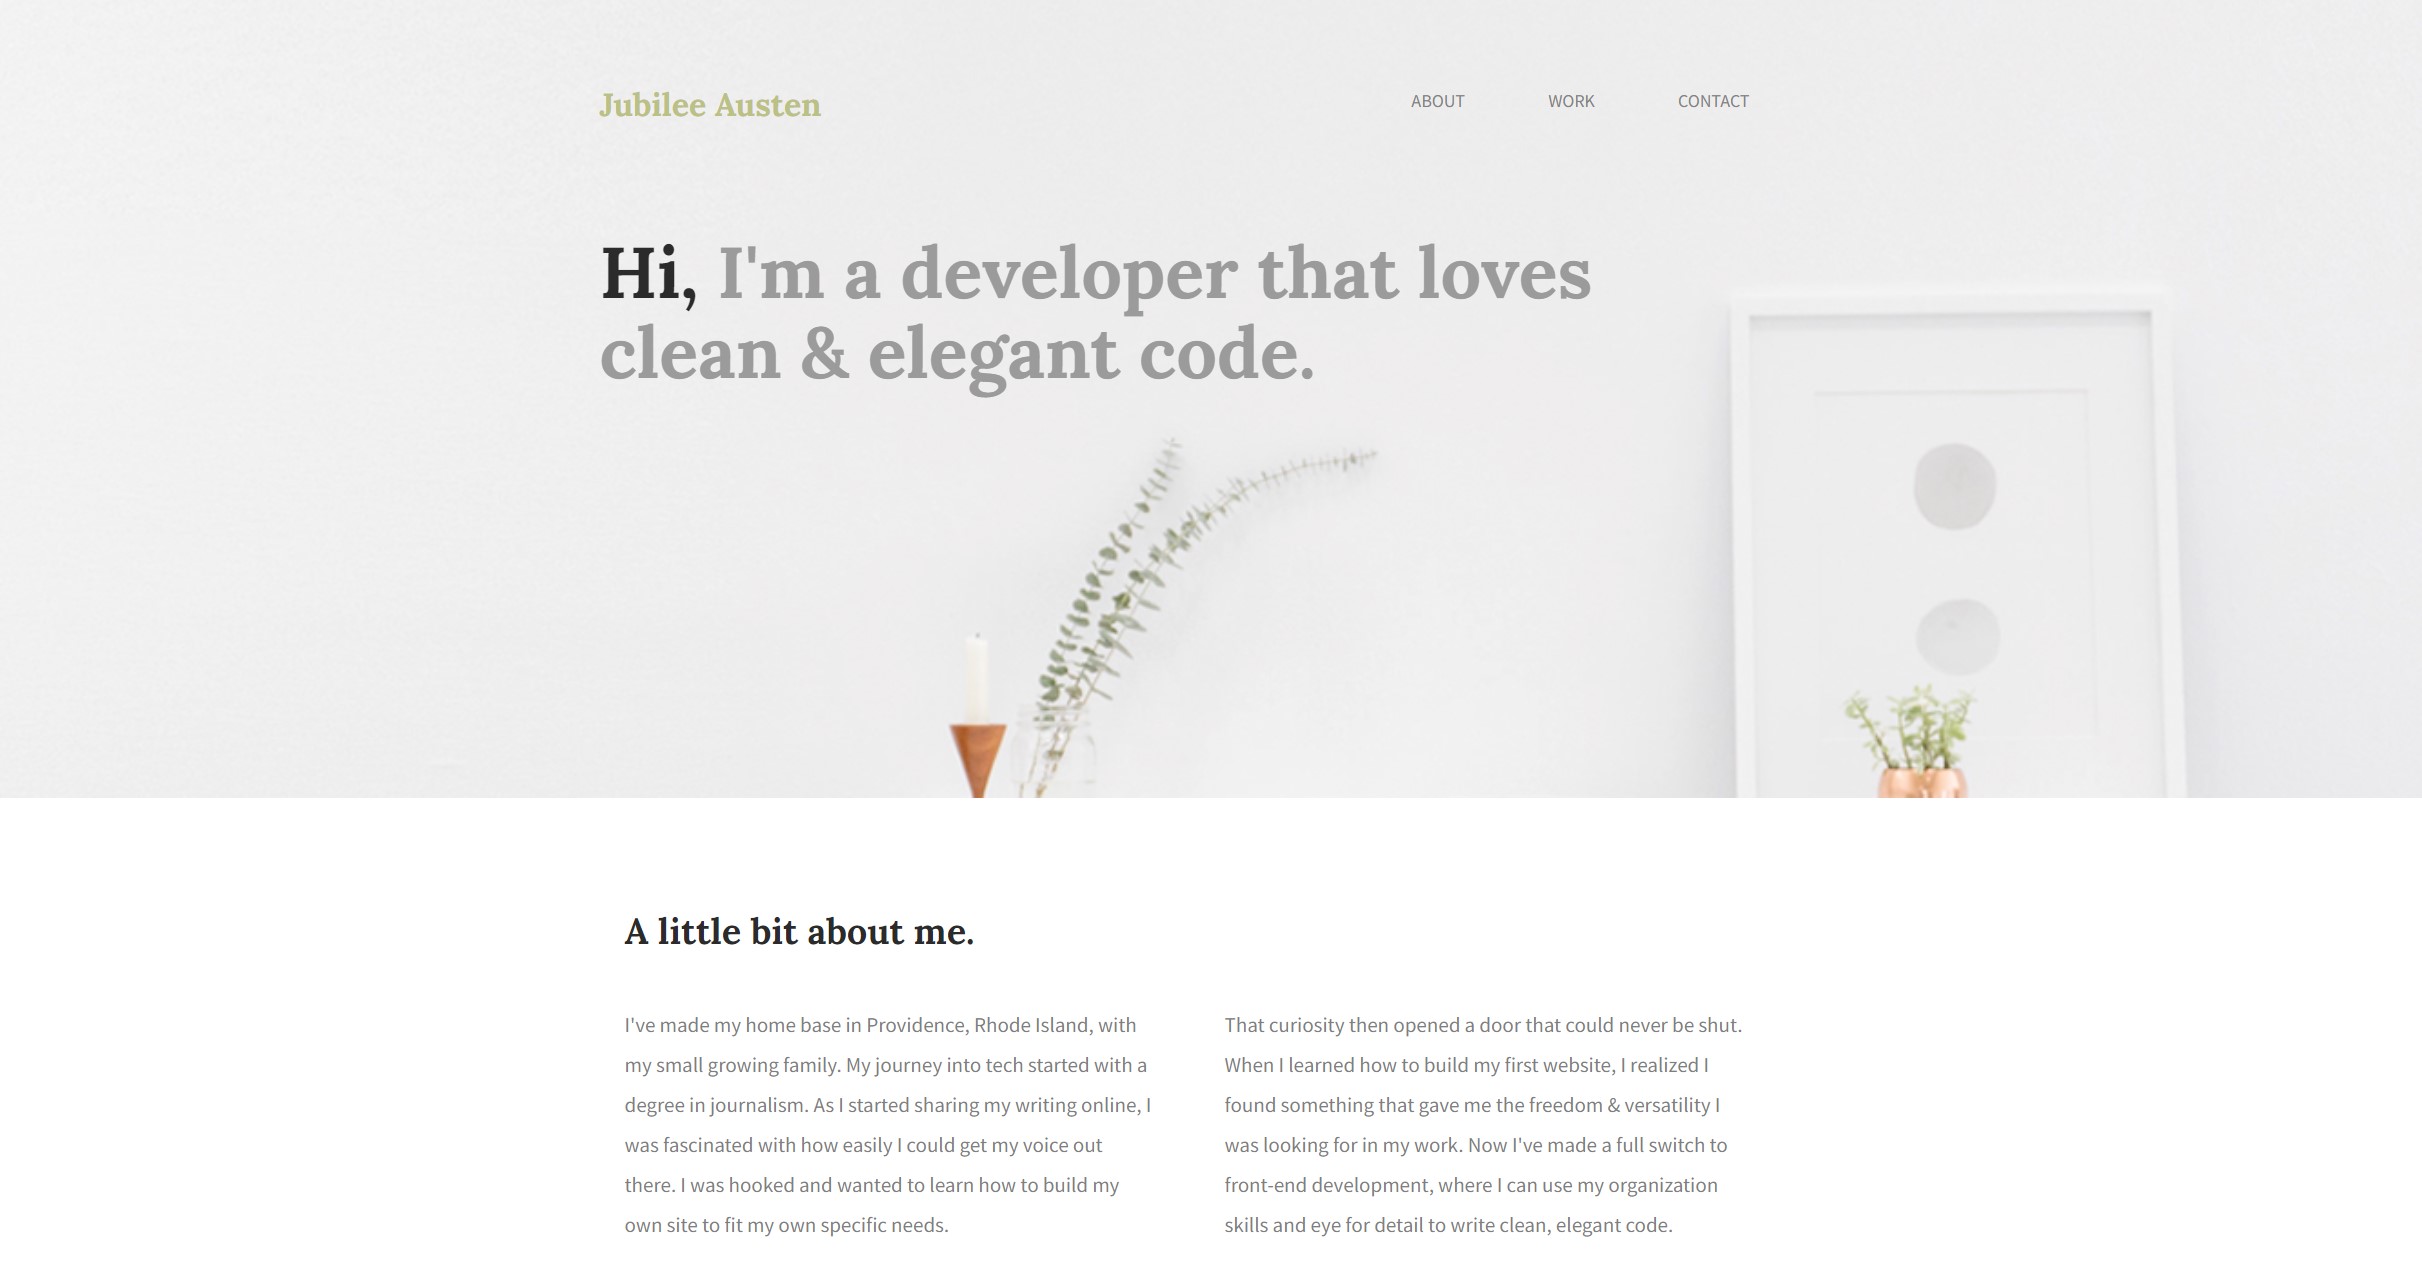 Jubilee Austen
ABOUT WORK CONTACT
Hi, I'm a developer that loves
clean & elegant code.
A little bit about me.
I've made my home base in Providence, Rhode Island, with
my small growing family. My journey into tech started with a
degree in journalism. As I started sharing my writing online, I
was fascinated with how easily I could get my voice out
there. I was hooked and wanted to learn how to build my
own site to fit my own specific needs.
That curiosity then opened a door that could never be shut.
When I learned how to build my first website, I realized I
found something that gave me the freedom & versatility I
was looking for in my work. Now I've made a full switch to
front-end development, where I can use my organization
skills and eye for detail to write clean, elegant code.